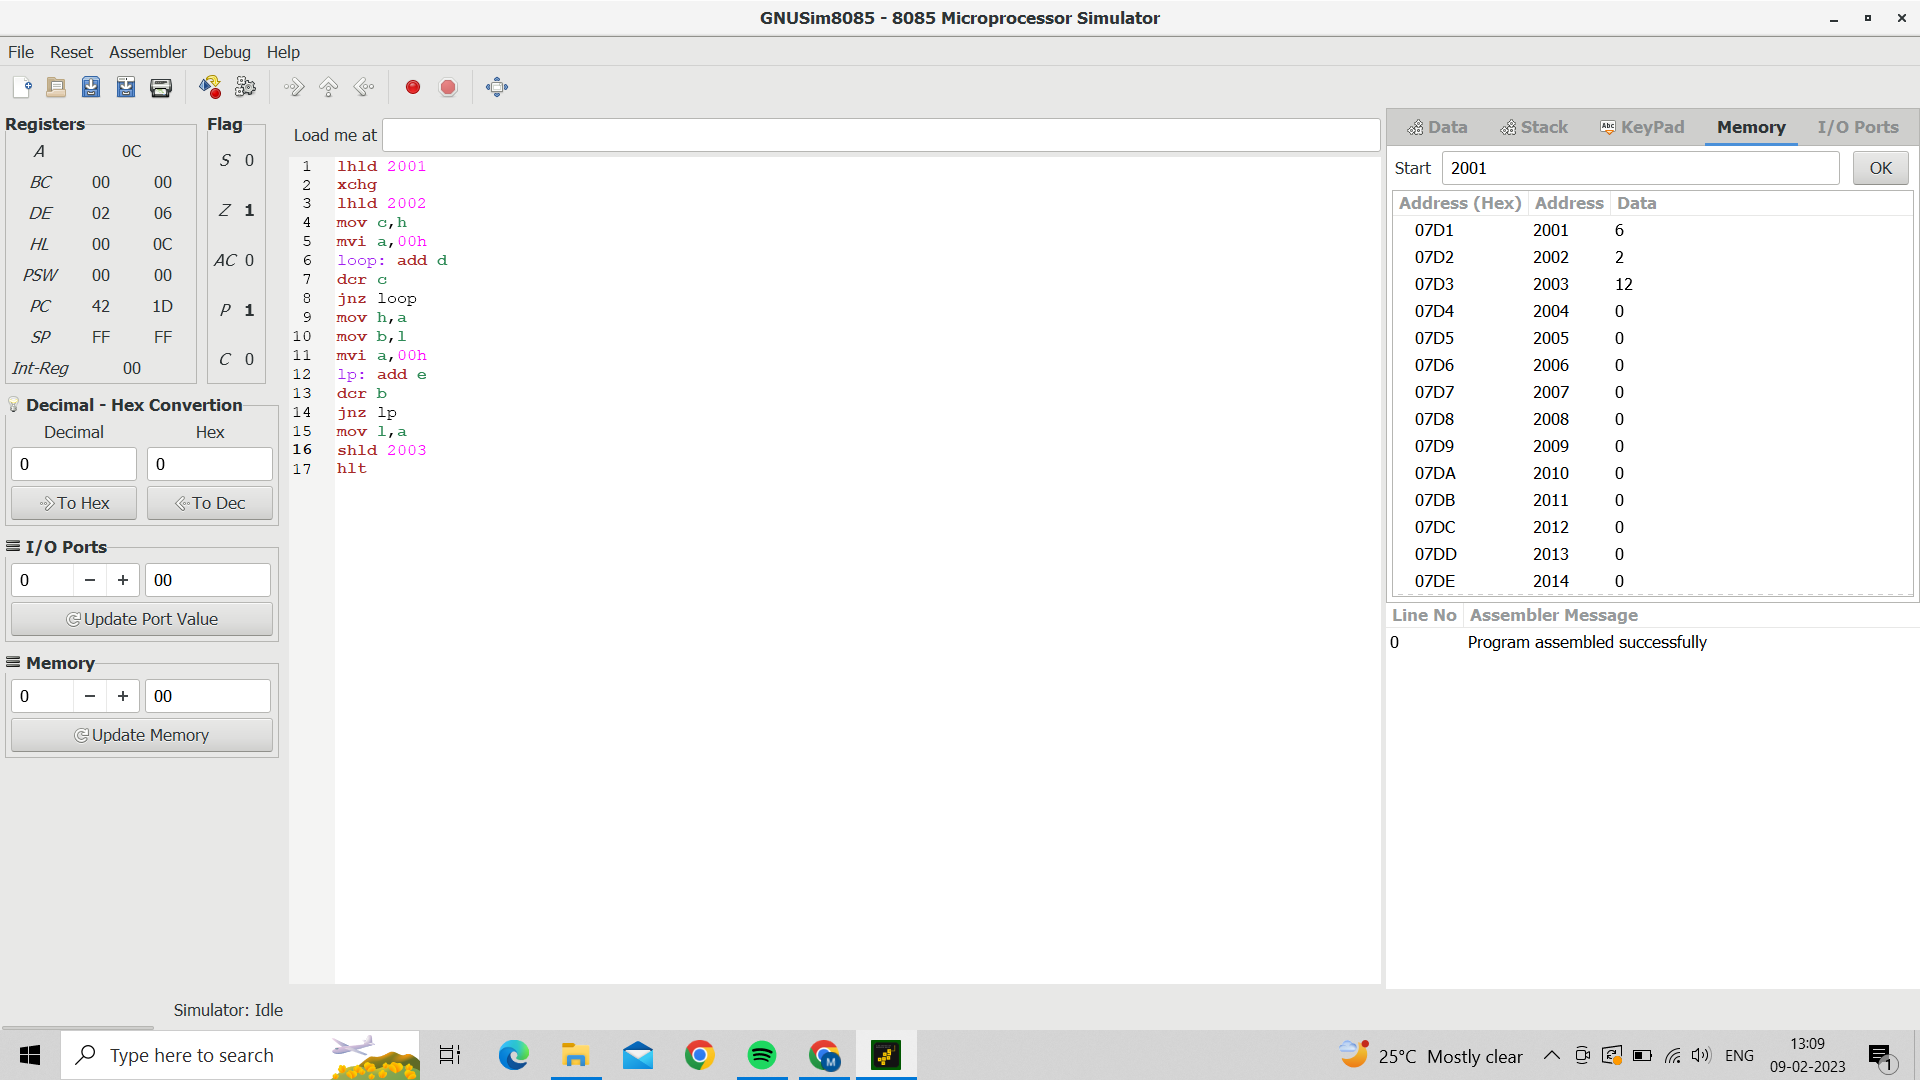 GNUSim8085 - 8085 Microprocessor Simulator
File Reset Assembler Debug Help
Registers
A 0C
BC 00 00
DE 02 06
HL 00 0C
PSW 00 00
PC 42 1D
SP FF FF
Int-Reg 00
Flag
S 0
Z 1
AC 0
P 1
C 0
Decimal - Hex Convertion
Decimal Hex
0 0
To Hex To Dec
I/O Ports
0 − + 00
Update Port Value
Memory
0 − + 00
Update Memory
Load me at
1 lhld 2001
2 xchg
3 lhld 2002
4 mov c,h
5 mvi a,00h
6 loop: add d
7 dcr c
8 jnz loop
9 mov h,a
10 mov b,l
11 mvi a,00h
12 lp: add e
13 dcr b
14 jnz lp
15 mov l,a
16 shld 2003
17 hlt
Data Stack Abc KeyPad Memory I/O Ports
Start 2001 OK
Address (Hex) Address Data
07D1 2001 6
07D2 2002 2
07D3 2003 12
07D4 2004 0
07D5 2005 0
07D6 2006 0
07D7 2007 0
07D8 2008 0
07D9 2009 0
07DA 2010 0
07DB 2011 0
07DC 2012 0
07DD 2013 0
07DE 2014 0
Line No Assembler Message
0 Program assembled successfully
Simulator: Idle
Type here to search
M
25°C Mostly clear
ENG
13:09
09-02-2023
1